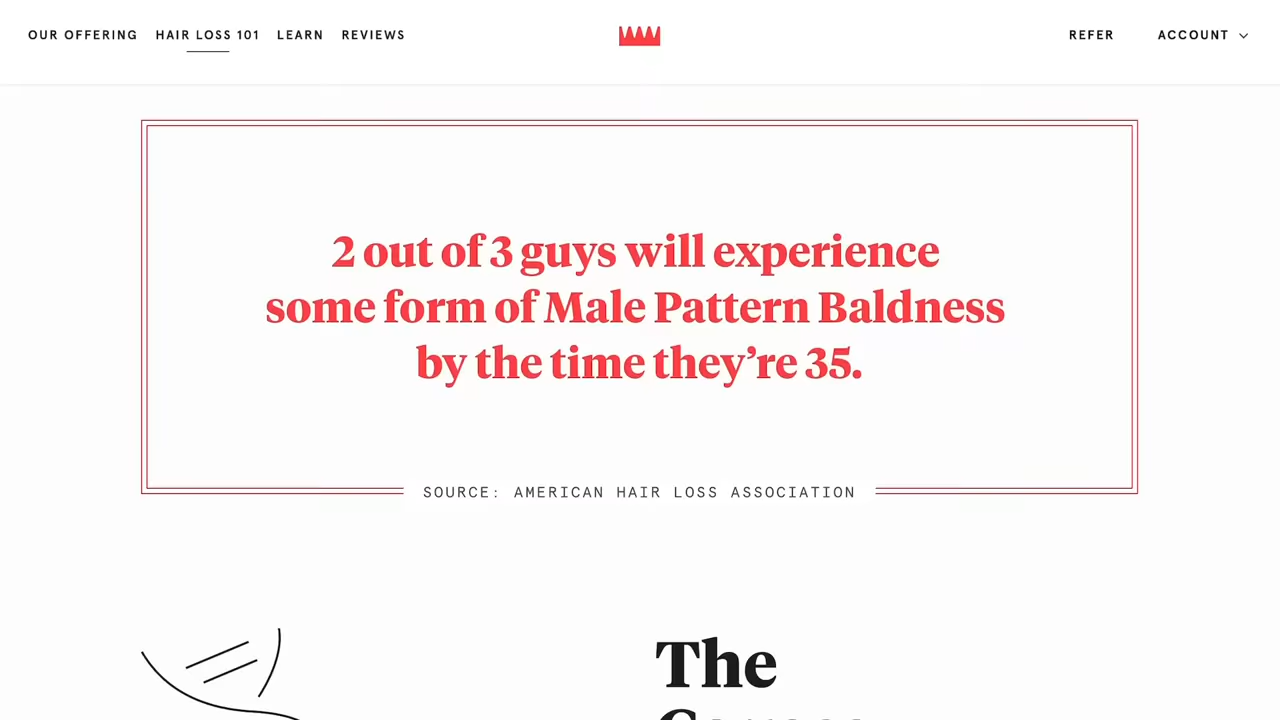 OUR OFFERING HAIR LOSS 101 LEARN REVIEWS REFER ACCOUNT
2 out of 3 guys will experience
some form of Male Pattern Baldness
by the time they’re 35.
SOURCE: AMERICAN HAIR LOSS ASSOCIATION
The